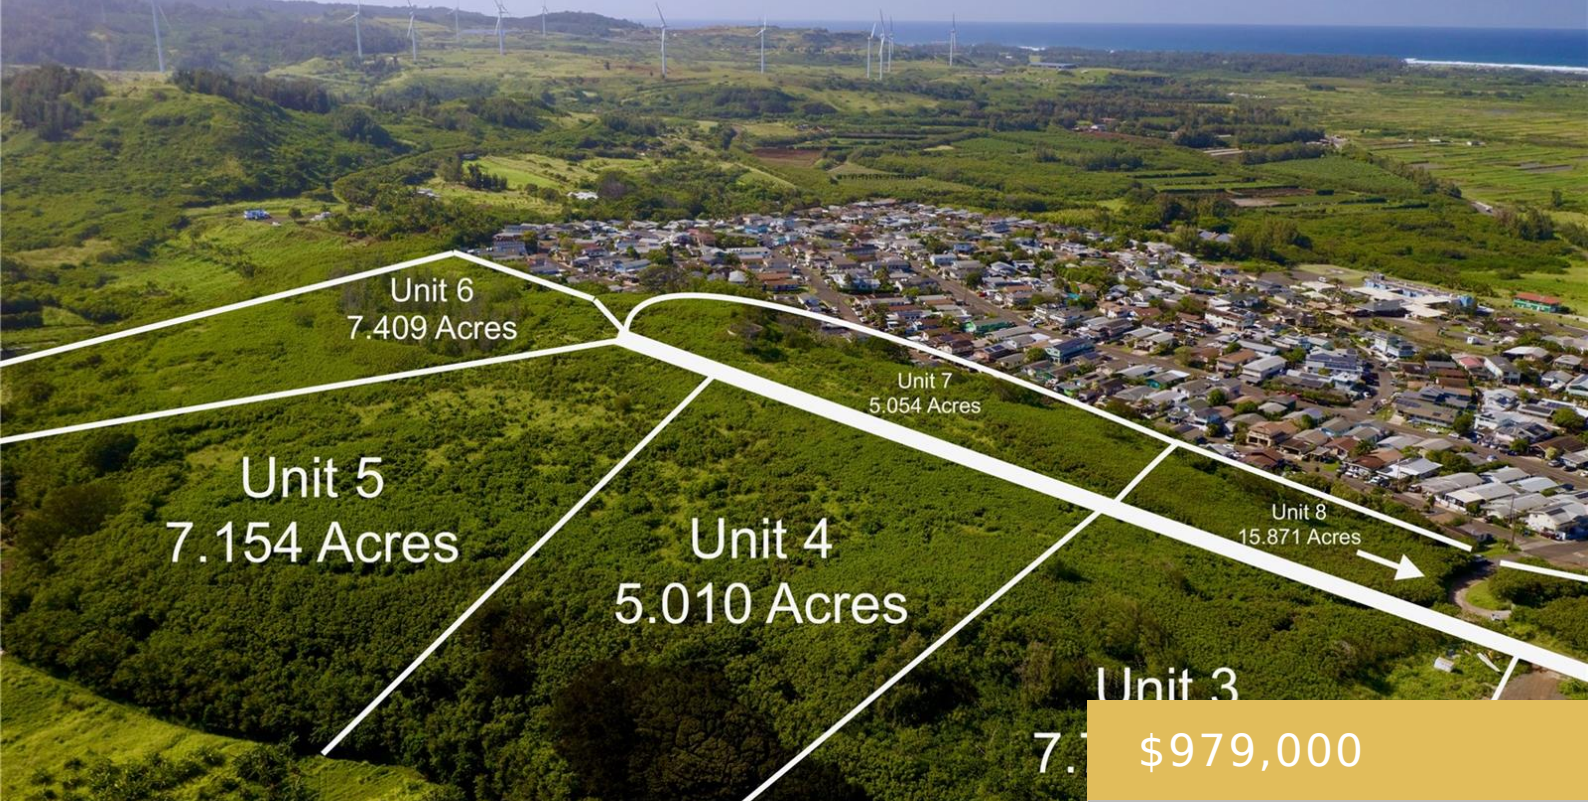 Unit 6
7.409 Acres
Unit 7
5.054 Acres
Unit 5
7.154 Acres
Unit 4
5.010 Acres
Unit 8
15.871 Acres
Unit 3
7.
$979,000